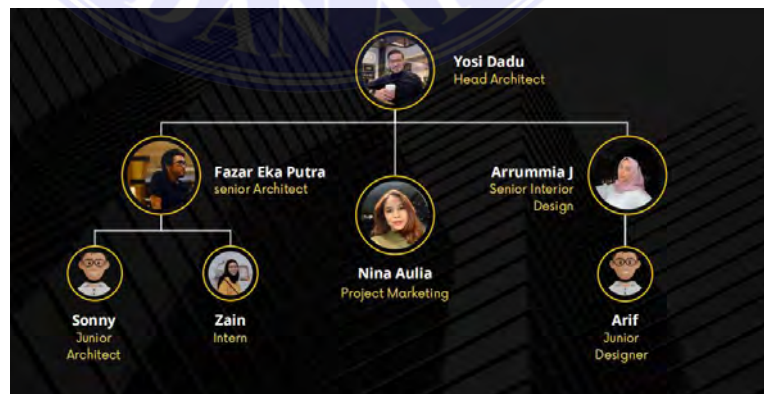 Yosi Dadu
Head Architect
Fazar Eka Putra
senior Architect
Arrummia J
Senior Interior
Design
Nina Aulia
Project Marketing
Sonny
Junior
Architect
Zain
Intern
Arif
Junior
Designer